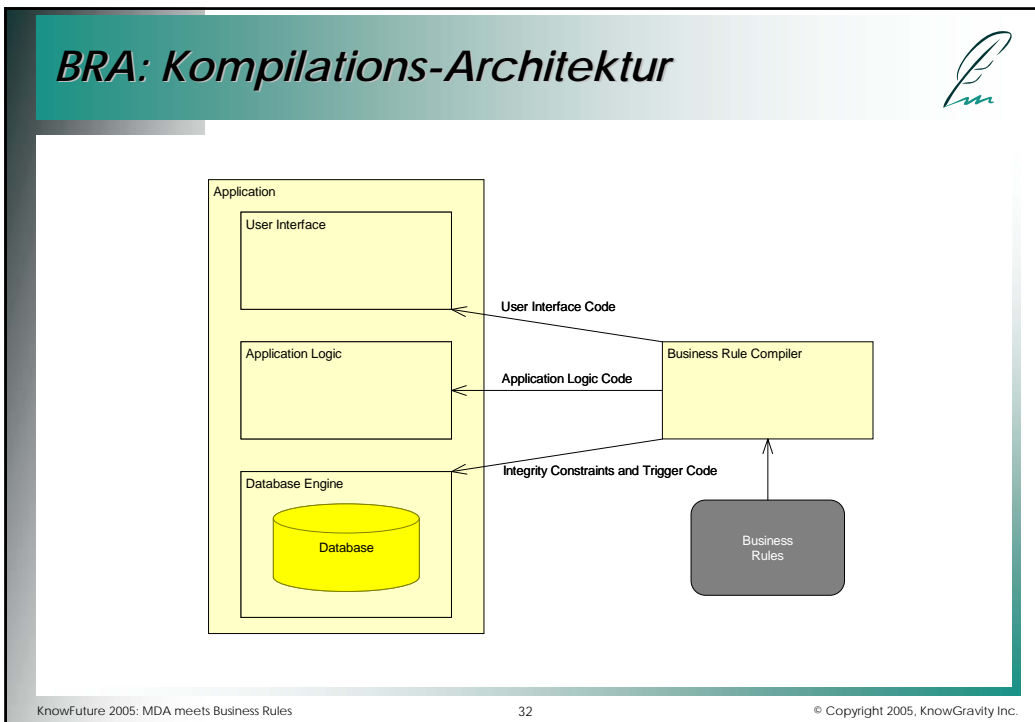 BRA: Kompilations-Architektur
Application
User Interface
User Interface Code
Application Logic
Business Rule Compiler
Application Logic Code
Integrity Constraints and Trigger Code
Database Engine
Database
Business
Rules
KnowFuture 2005: MDA meets Business Rules
32
© Copyright 2005, KnowGravity Inc.